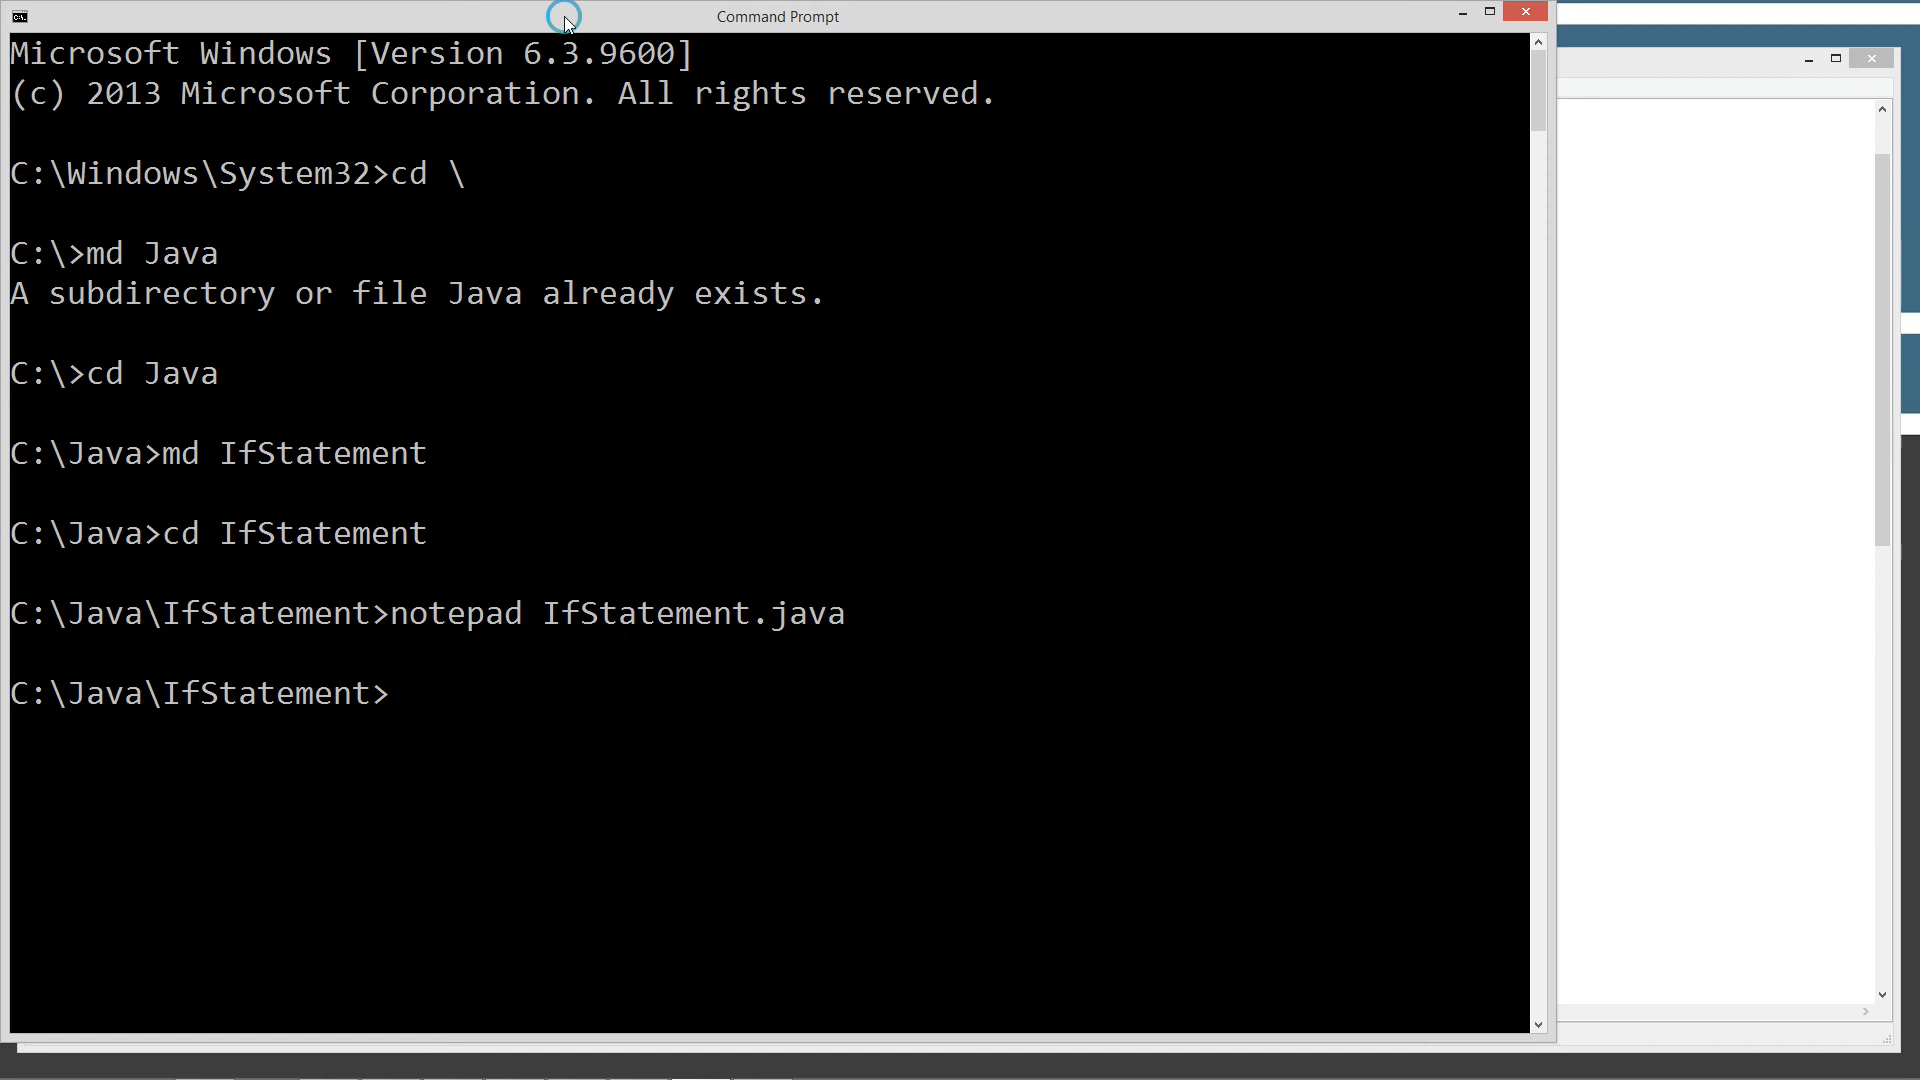 Command Prompt
Microsoft Windows [Version 6.3.9600]
(c) 2013 Microsoft Corporation. All rights reserved.
C:\Windows\System32>cd \
C:\>md Java
A subdirectory or file Java already exists.
C:\>cd Java
C:\Java>md IfStatement
C:\Java>cd IfStatement
C:\Java\IfStatement>notepad IfStatement.java
C:\Java\IfStatement>